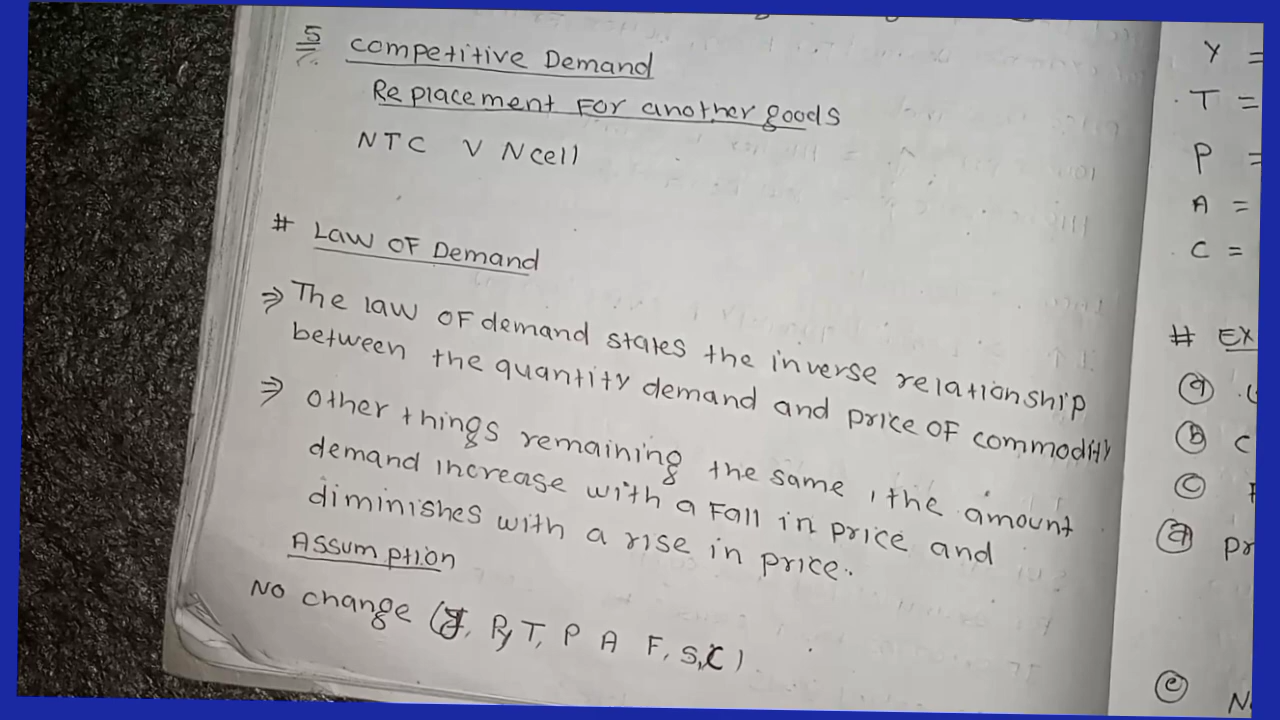 5
competitive Demand
Replacement For another goods
NTC V Ncell
# Law OF Demand
⇒ The law OF demand states the inverse relationship
between the quantity demand and price OF commodity
⇒ other things remaining the same, the amount
demand increase with a Fall in price and
diminishes with a rise in price.
Assumption
No change (Y, Py T, P A F, S, C)
Y =
T =
P =
A =
C =
# EX
(a)
(B) C
(C)
(d) pr
(e) N